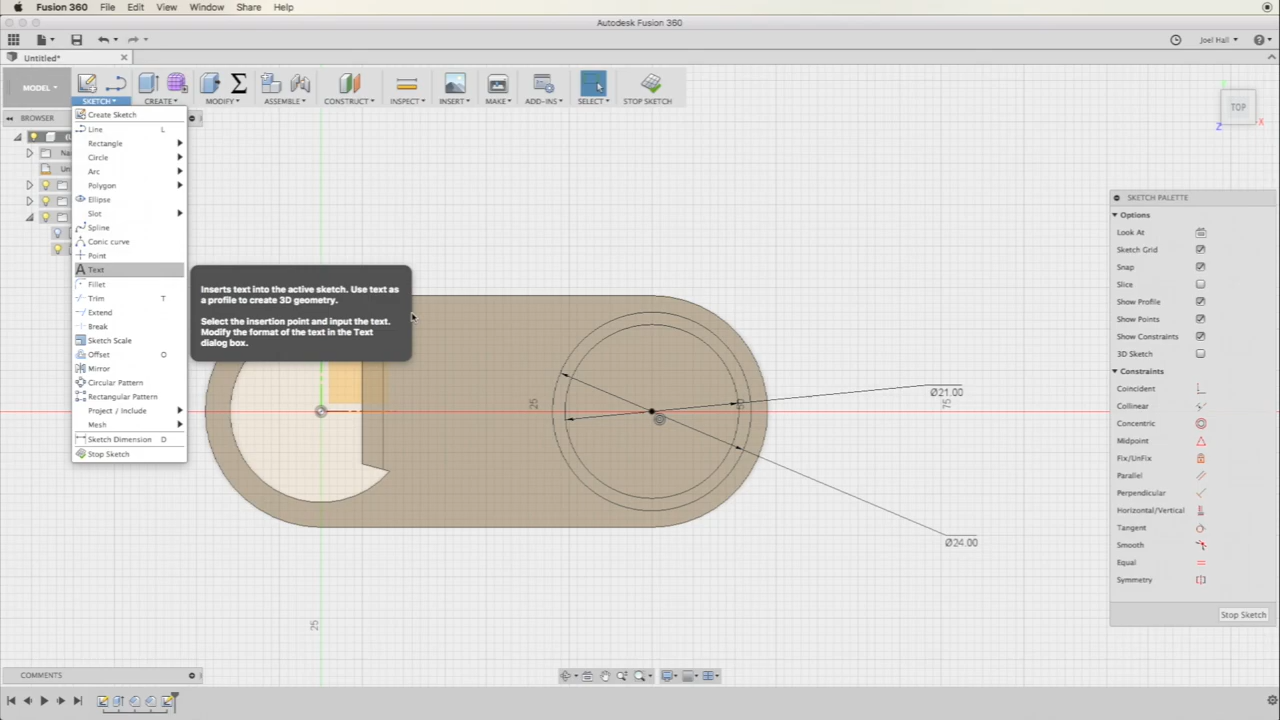 Fusion 360 File Edit View Window Share Help
Autodesk Fusion 360
Joel Hall
Untitled*
MODEL
SKETCH CREATE MODIFY ASSEMBLE CONSTRUCT INSPECT INSERT MAKE ADD-INS SELECT STOP SKETCH
BROWSER
Create Sketch
Line L
Rectangle
Circle
Arc
Polygon
Ellipse
Slot
Spline
Conic curve
Point
Text
Fillet
Trim T
Extend
Break
Sketch Scale
Offset O
Mirror
Circular Pattern
Rectangular Pattern
Project / Include
Mesh
Sketch Dimension D
Stop Sketch
Inserts text into the active sketch. Use text as
a profile to create 3D geometry.
Select the insertion point and input the text.
Modify the format of the text in the Text
dialog box.
25
50
Ø21.00
75
Ø24.00
25
TOP
X
Z
SKETCH PALETTE
Options
Look At
Sketch Grid
Snap
Slice
Show Profile
Show Points
Show Constraints
3D Sketch
Constraints
Coincident
Collinear
Concentric
Midpoint
Fix/UnFix
Parallel
Perpendicular
Horizontal/Vertical
Tangent
Smooth
Equal
Symmetry
Stop Sketch
COMMENTS